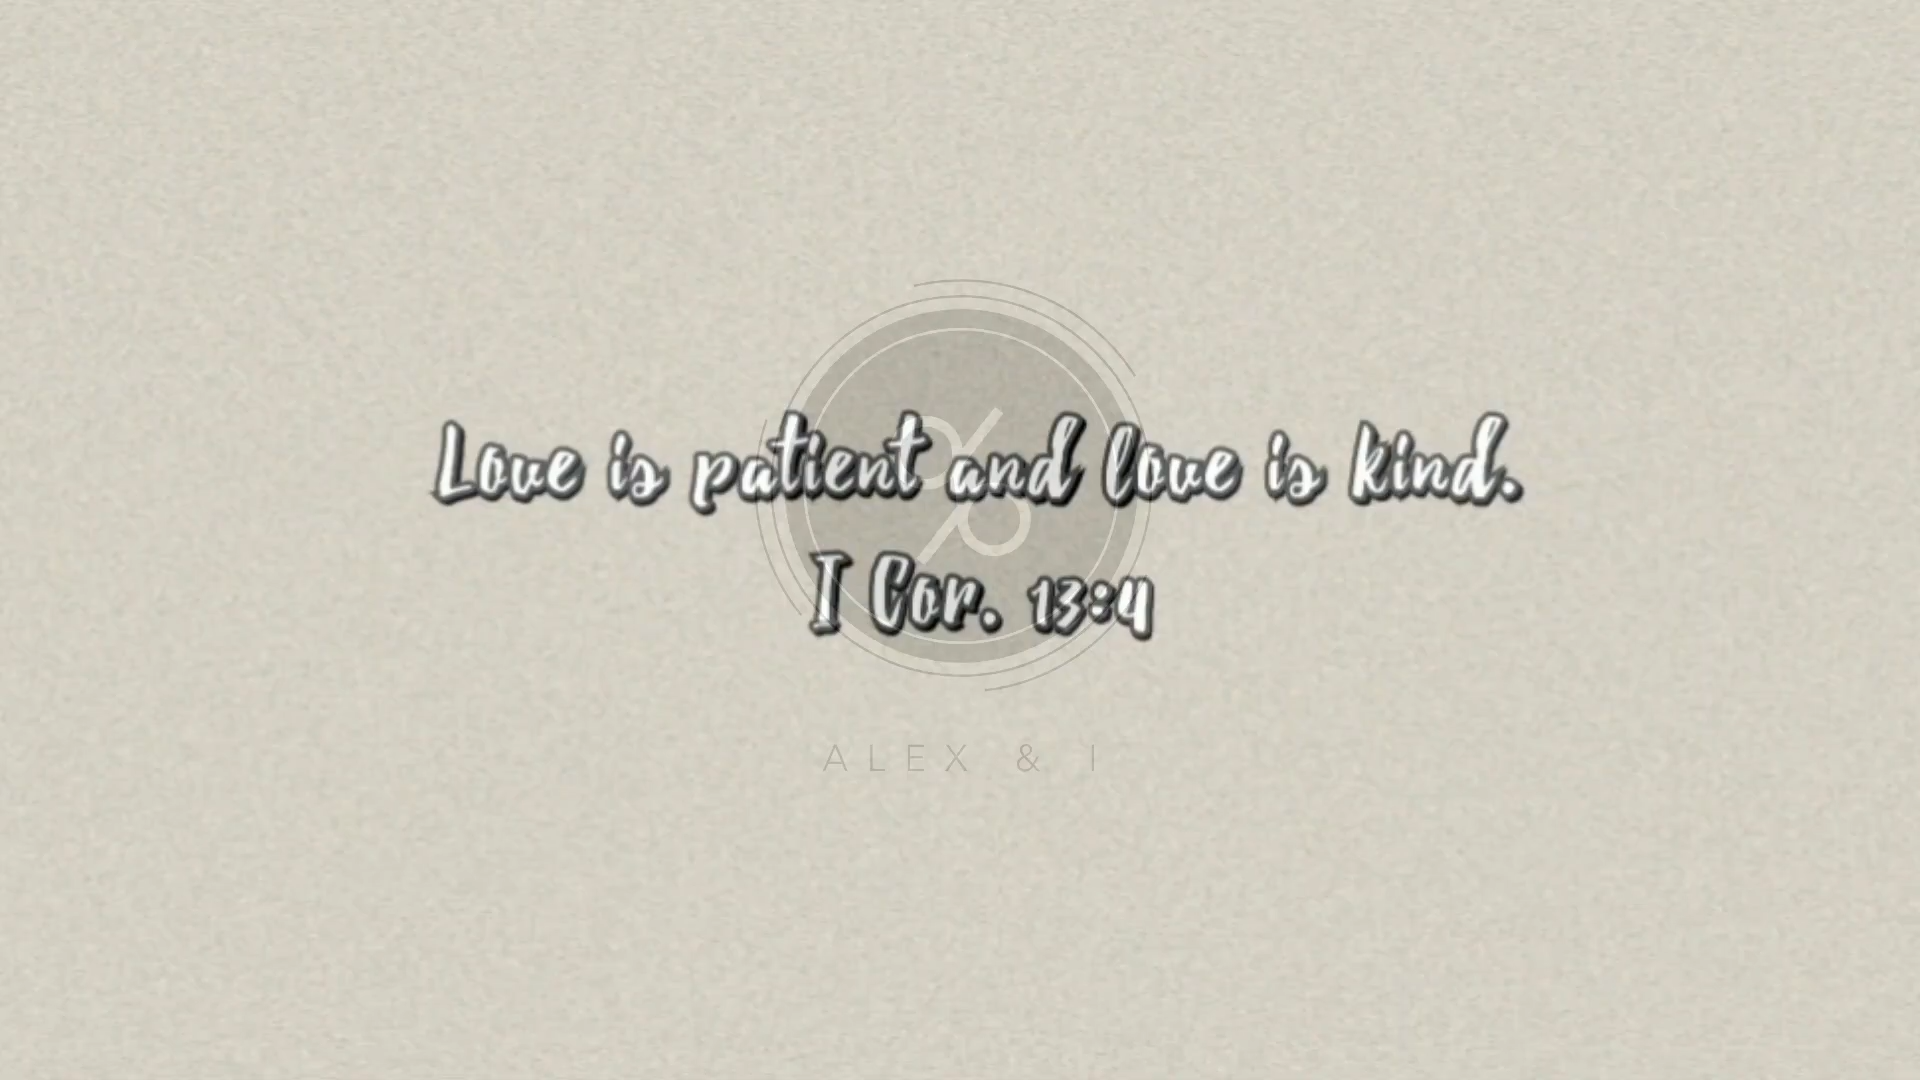 Love is patient and love is kind.
I Cor. 13:4
ALEX & I